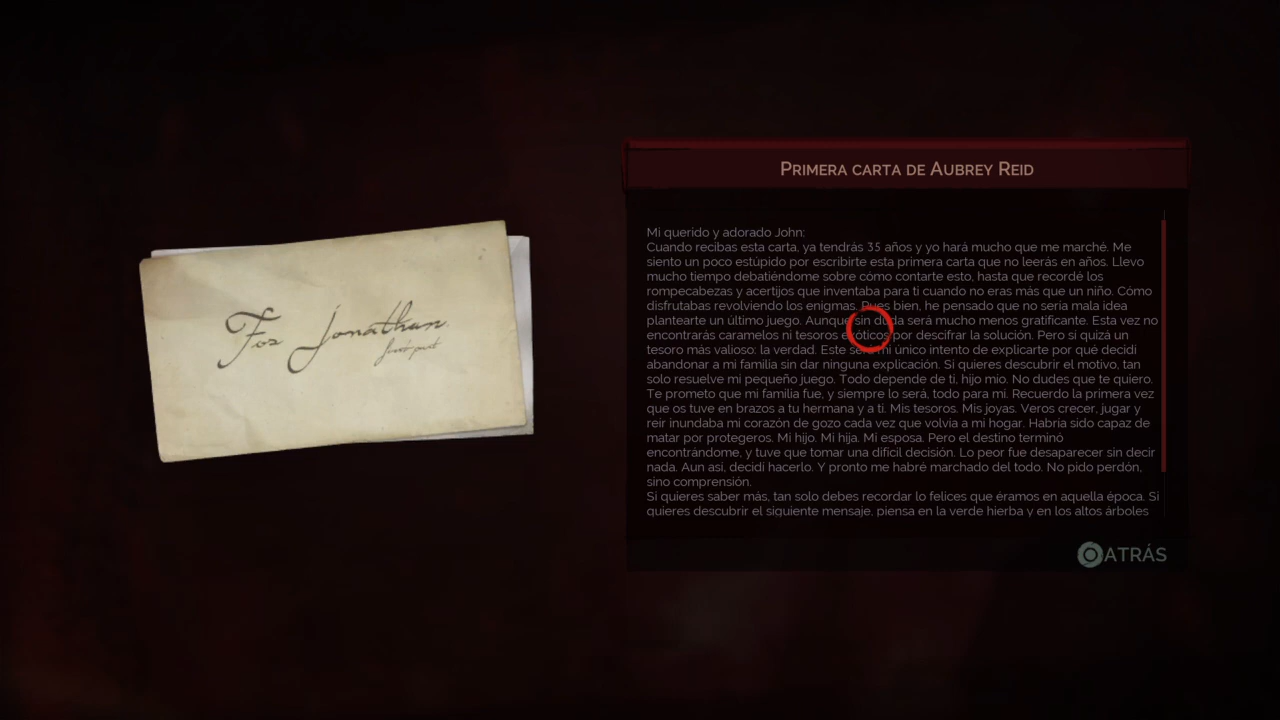 For Jonathan
first part
PRIMERA CARTA DE AUBREY REID
Mi querido y adorado John:
Cuando recibas esta carta, ya tendrás 35 años y yo hará mucho que me marché. Me
siento un poco estúpido por escribirte esta primera carta que no leerás en años. Llevo
mucho tiempo debatiéndome sobre cómo contarte esto, hasta que recordé los
rompecabezas y acertijos que inventaba para ti cuando no eras más que un niño. Cómo
disfrutabas revolviendo los enigmas. Pues bien, he pensado que no sería mala idea
plantearte un último juego. Aunque sin duda será mucho menos gratificante. Esta vez no
encontrarás caramelos ni tesoros exóticos por descifrar la solución. Pero sí quizá un
tesoro más valioso: la verdad. Este será mi único intento de explicarte por qué decidí
abandonar a mi familia sin dar ninguna explicación. Si quieres descubrir el motivo, tan
solo resuelve mi pequeño juego. Todo depende de ti, hijo mío. No dudes que te quiero.
Te prometo que mi familia fue, y siempre lo será, todo para mí. Recuerdo la primera vez
que os tuve en brazos a tu hermana y a ti. Mis tesoros. Mis joyas. Veros crecer, jugar y
reír inundaba mi corazón de gozo cada vez que volvía a mi hogar. Habría sido capaz de
matar por protegeros. Mi hijo. Mi hija. Mi esposa. Pero el destino terminó
encontrándome, y tuve que tomar una difícil decisión. Lo peor fue desaparecer sin decir
nada. Aun así, decidí hacerlo. Y pronto me habré marchado del todo. No pido perdón,
sino comprensión.
Si quieres saber más, tan solo debes recordar lo felices que éramos en aquella época. Si
quieres descubrir el siguiente mensaje, piensa en la verde hierba y en los altos árboles
ATRÁS